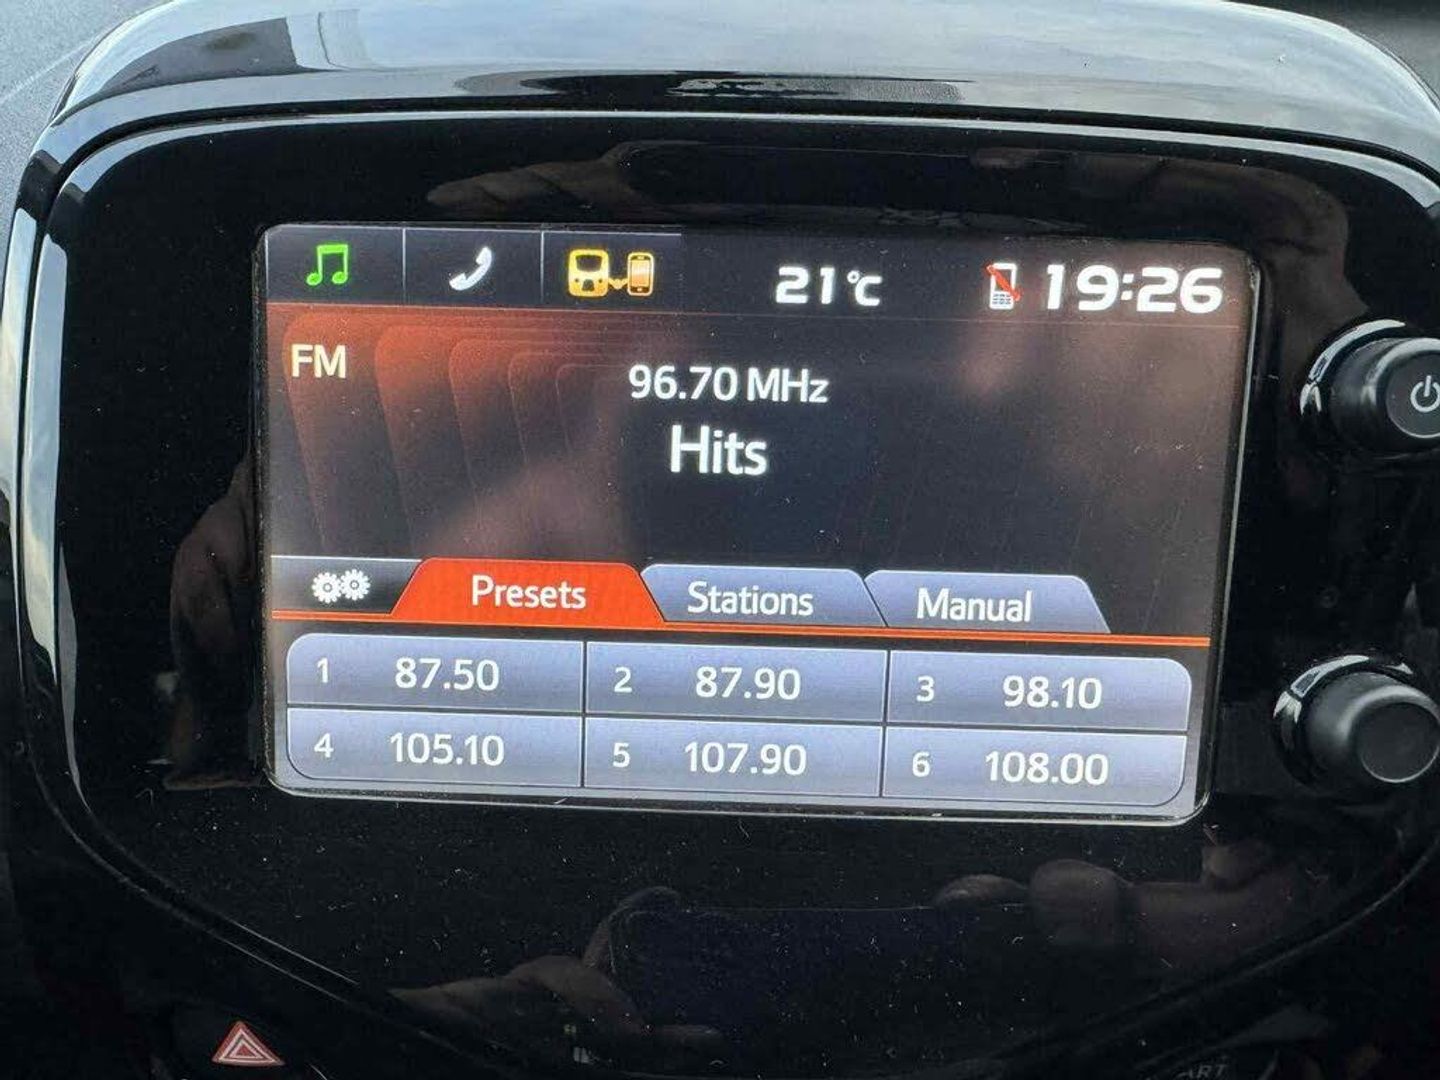 21°C 19:26
FM
96.70 MHz
Hits
Presets Stations Manual
1 87.50 2 87.90 3 98.10
4 105.10 5 107.90 6 108.00